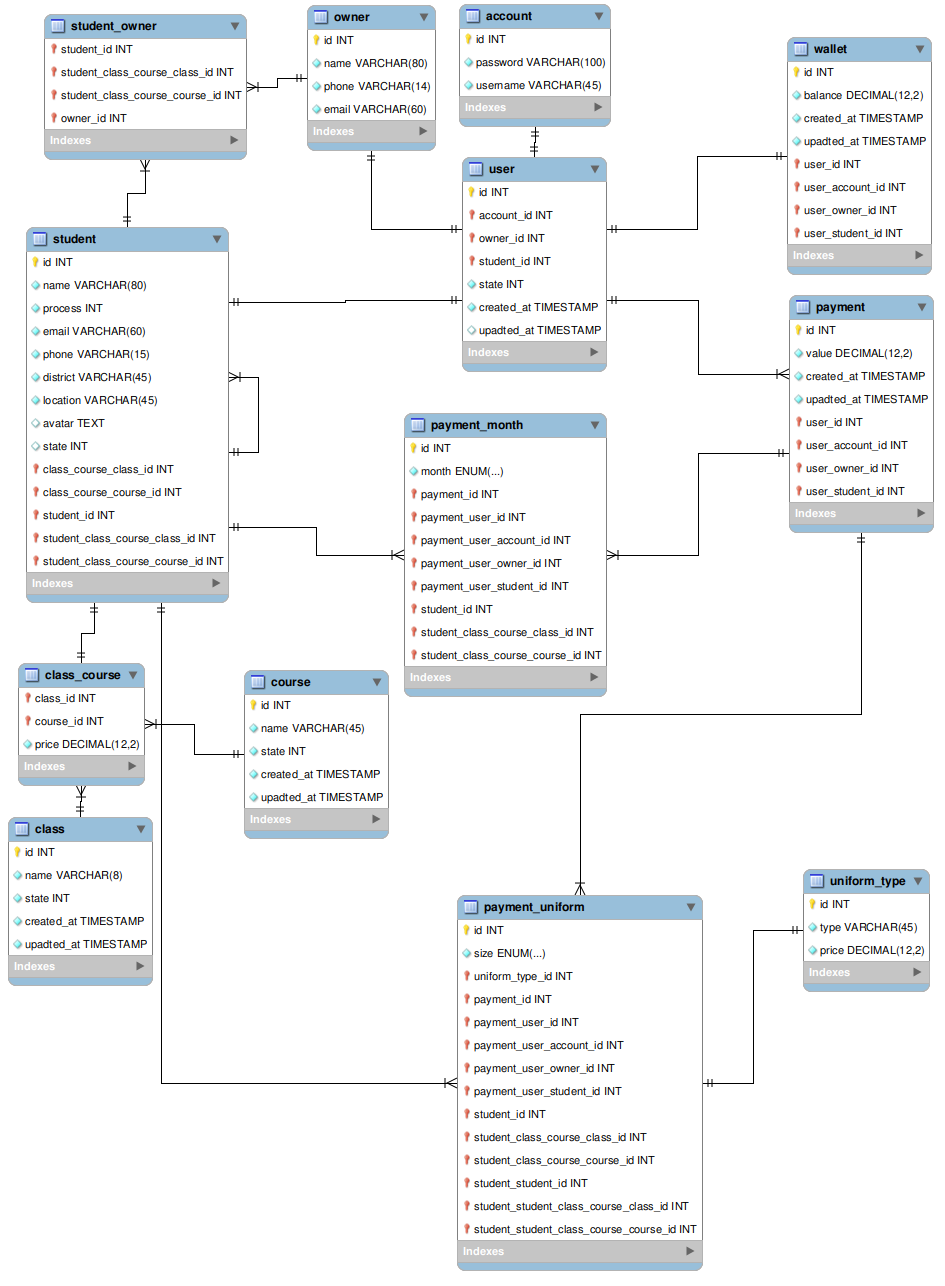 student_owner
student_id INT
student_class_course_class_id INT
student_class_course_course_id INT
owner_id INT
Indexes
owner
id INT
name VARCHAR(80)
phone VARCHAR(14)
email VARCHAR(60)
Indexes
account
id INT
password VARCHAR(100)
username VARCHAR(45)
Indexes
wallet
id INT
balance DECIMAL(12,2)
created_at TIMESTAMP
upadted_at TIMESTAMP
user_id INT
user_account_id INT
user_owner_id INT
user_student_id INT
Indexes
user
id INT
account_id INT
owner_id INT
student_id INT
state INT
created_at TIMESTAMP
upadted_at TIMESTAMP
Indexes
student
id INT
name VARCHAR(80)
process INT
email VARCHAR(60)
phone VARCHAR(15)
district VARCHAR(45)
location VARCHAR(45)
avatar TEXT
state INT
class_course_class_id INT
class_course_course_id INT
student_id INT
student_class_course_class_id INT
student_class_course_course_id INT
Indexes
payment
id INT
value DECIMAL(12,2)
created_at TIMESTAMP
upadted_at TIMESTAMP
user_id INT
user_account_id INT
user_owner_id INT
user_student_id INT
Indexes
payment_month
id INT
month ENUM(...)
payment_id INT
payment_user_id INT
payment_user_account_id INT
payment_user_owner_id INT
payment_user_student_id INT
student_id INT
student_class_course_class_id INT
student_class_course_course_id INT
Indexes
class_course
class_id INT
course_id INT
price DECIMAL(12,2)
Indexes
course
id INT
name VARCHAR(45)
state INT
created_at TIMESTAMP
upadted_at TIMESTAMP
Indexes
class
id INT
name VARCHAR(8)
state INT
created_at TIMESTAMP
upadted_at TIMESTAMP
Indexes
payment_uniform
id INT
size ENUM(...)
uniform_type_id INT
payment_id INT
payment_user_id INT
payment_user_account_id INT
payment_user_owner_id INT
payment_user_student_id INT
student_id INT
student_class_course_class_id INT
student_class_course_course_id INT
student_student_id INT
student_student_class_course_class_id INT
student_student_class_course_course_id INT
Indexes
uniform_type
id INT
type VARCHAR(45)
price DECIMAL(12,2)
Indexes